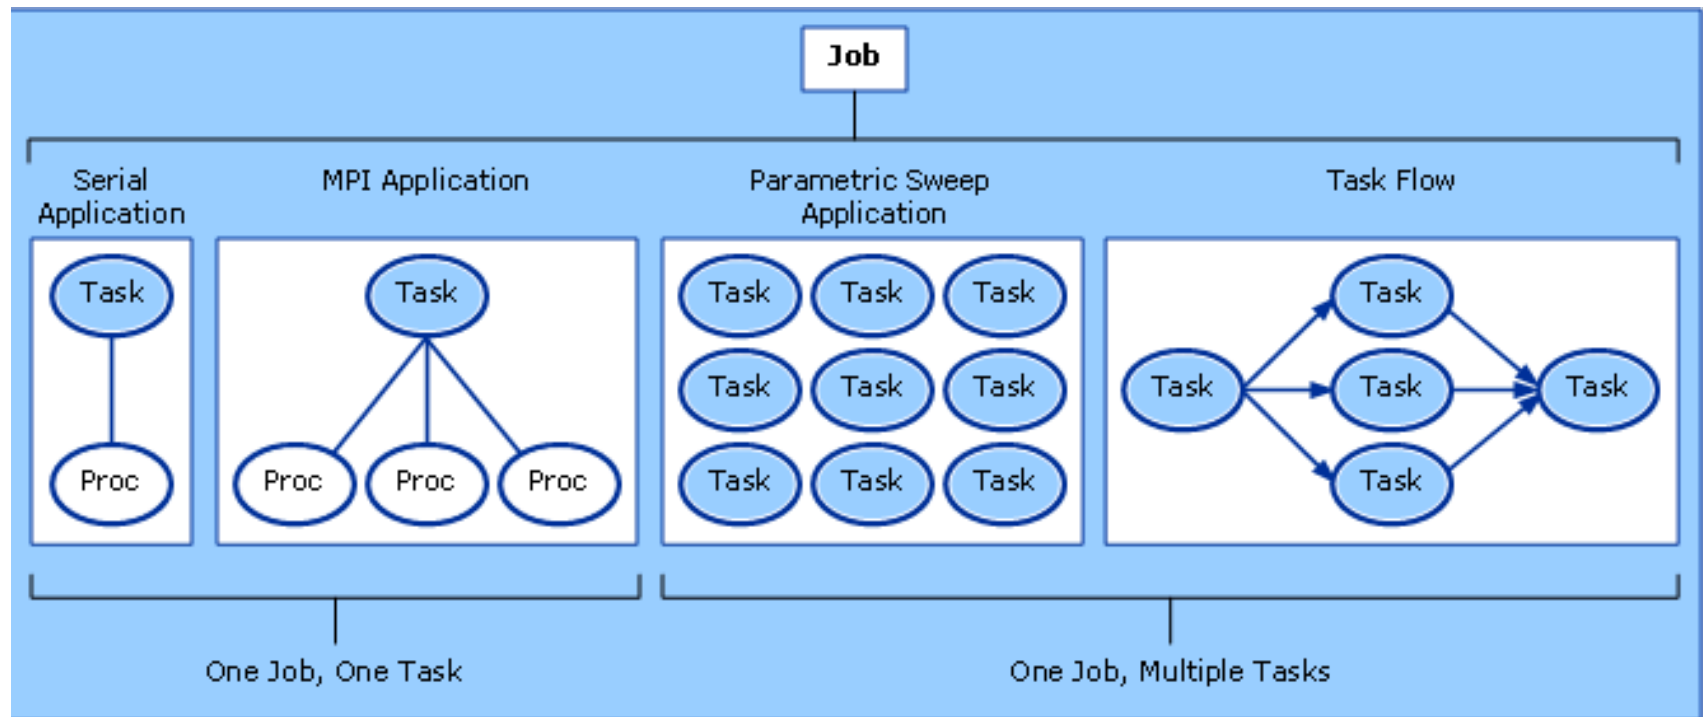 Job
Serial
Application
MPI Application
Parametric Sweep
Application
Task Flow
Task
Proc
Task
Proc Proc Proc
Task Task Task
Task Task Task
Task Task Task
Task
Task Task Task
Task
One Job, One Task
One Job, Multiple Tasks